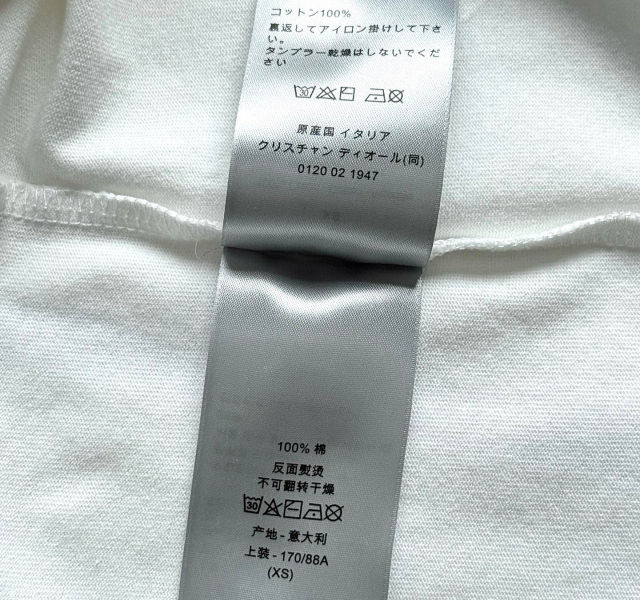 コットン100%
裏返してアイロン掛けして下さ
い。
タンブラー乾燥はしないでくだ
さい
30
原産国 イタリア
クリスチャン ディオール(同)
0120 02 1947
100% 棉
反面熨烫
不可翻转干燥
30
产地 - 意大利
上装 - 170/88A
(XS)